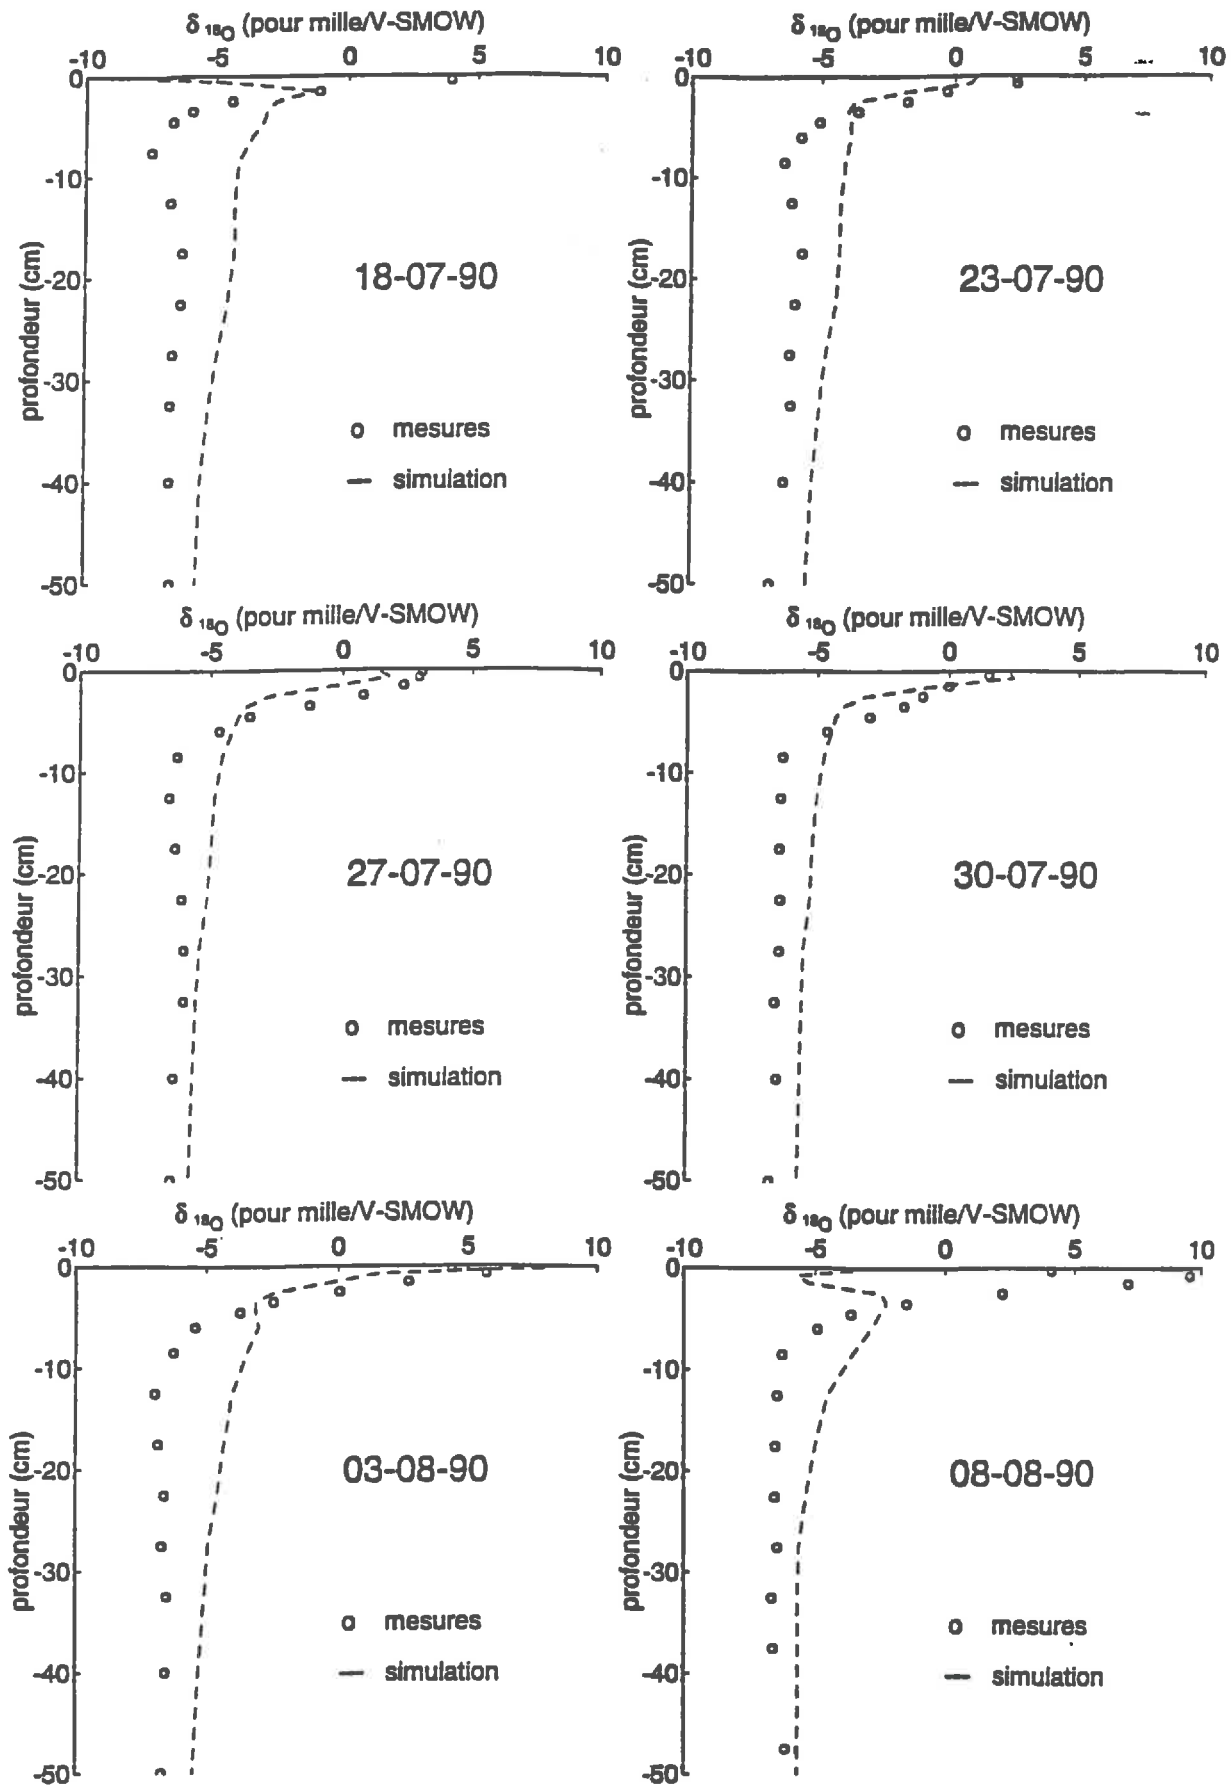 δ 18O (pour mille/V-SMOW)
-10 -5 0 5 10
0
-10
-20
-30
-40
-50
profondeur (cm)
18-07-90
mesures
simulation
δ 18O (pour mille/V-SMOW)
-10 -5 0 5 10
0
-10
-20
-30
-40
-50
profondeur (cm)
23-07-90
mesures
simulation
δ 18O (pour mille/V-SMOW)
-10 -5 0 5 10
0
-10
-20
-30
-40
-50
profondeur (cm)
27-07-90
mesures
simulation
δ 18O (pour mille/V-SMOW)
-10 -5 0 5 10
0
-10
-20
-30
-40
-50
profondeur (cm)
30-07-90
mesures
simulation
δ 18O (pour mille/V-SMOW)
-10 -5 0 5 10
0
-10
-20
-30
-40
-50
profondeur (cm)
03-08-90
mesures
simulation
δ 18O (pour mille/V-SMOW)
-10 -5 0 5 10
0
-10
-20
-30
-40
-50
profondeur (cm)
08-08-90
mesures
simulation